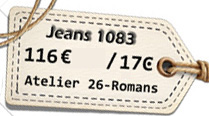 Jeans 1083
116€ /17€
Atelier 26-Romans